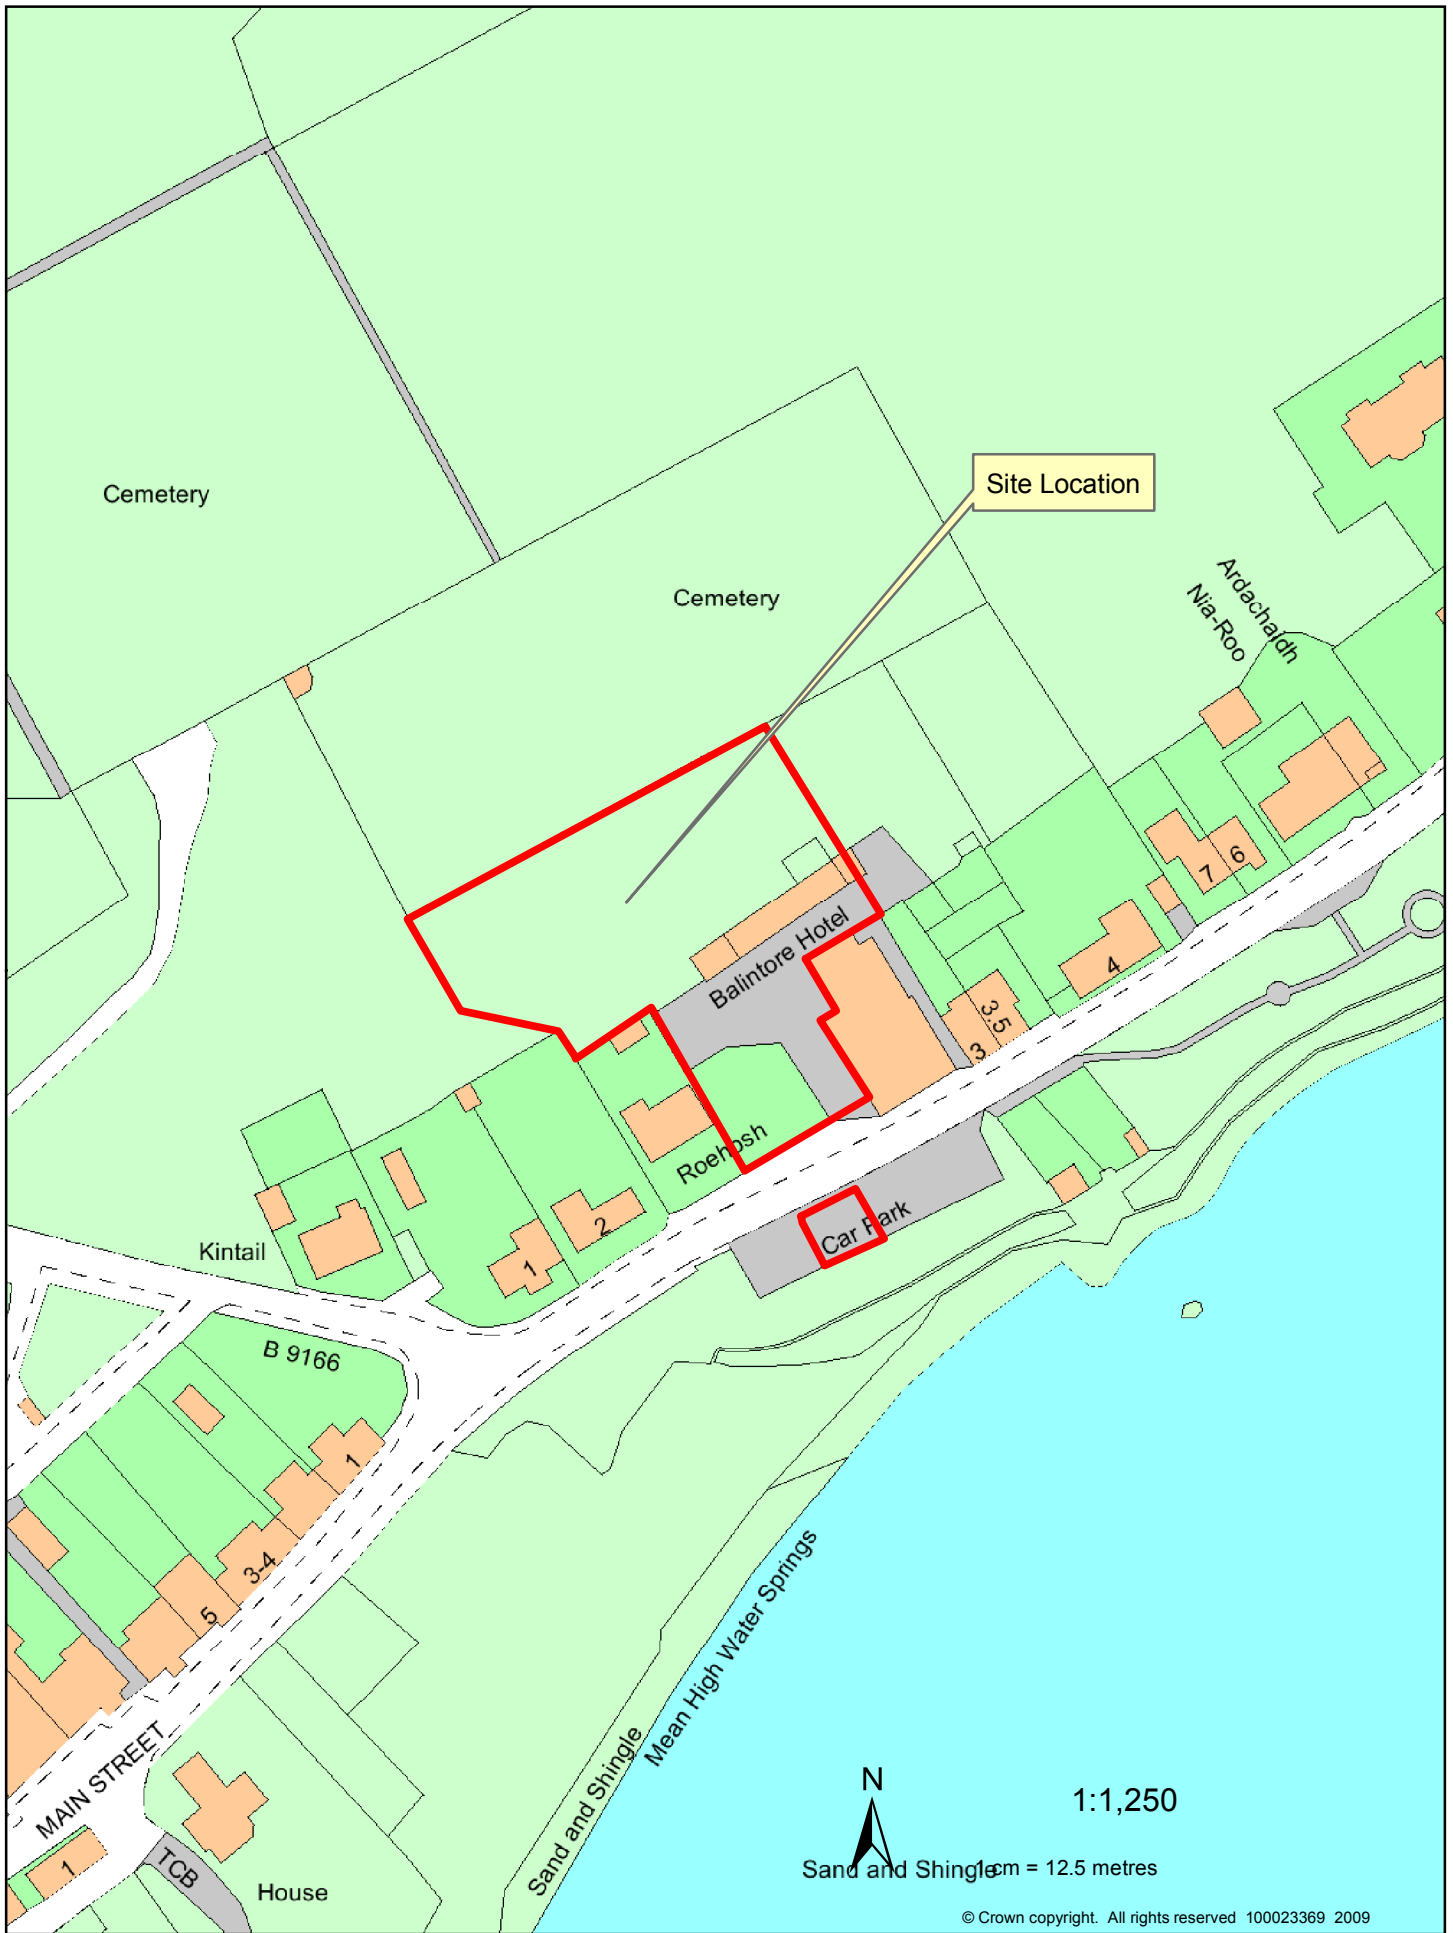 Cemetery
Site Location
Cemetery
Ardachaidh
Nia-Roo
Balintore Hotel
7
6
4
3.5
3
Roehosh
Car Park
2
1
Kintail
B 9166
1
3-4
5
MAIN STREET
1
TCB
House
Sand and Shingle
Mean High Water Springs
N
1:1,250
Sand and Shingle
1 cm = 12.5 metres
© Crown copyright. All rights reserved 100023369 2009